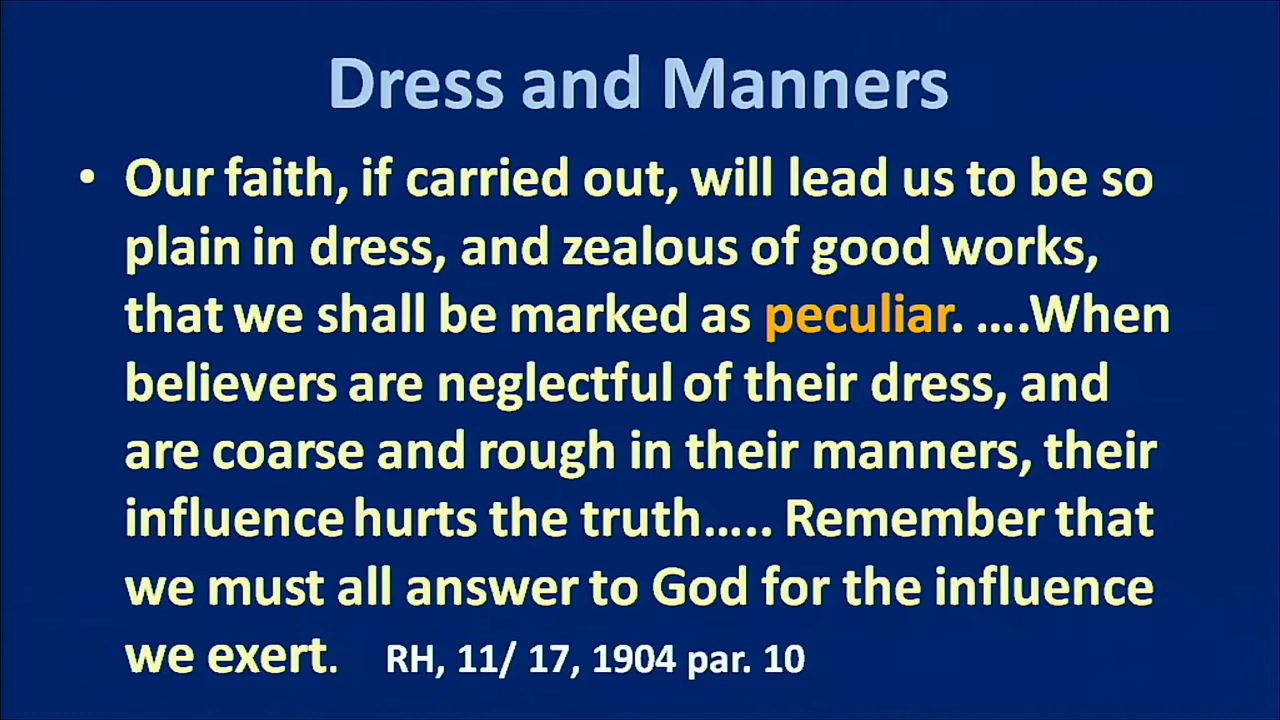 Dress and Manners
• Our faith, if carried out, will lead us to be so
plain in dress, and zealous of good works,
that we shall be marked as peculiar. ....When
believers are neglectful of their dress, and
are coarse and rough in their manners, their
influence hurts the truth….. Remember that
we must all answer to God for the influence
we exert. RH, 11/ 17, 1904 par. 10